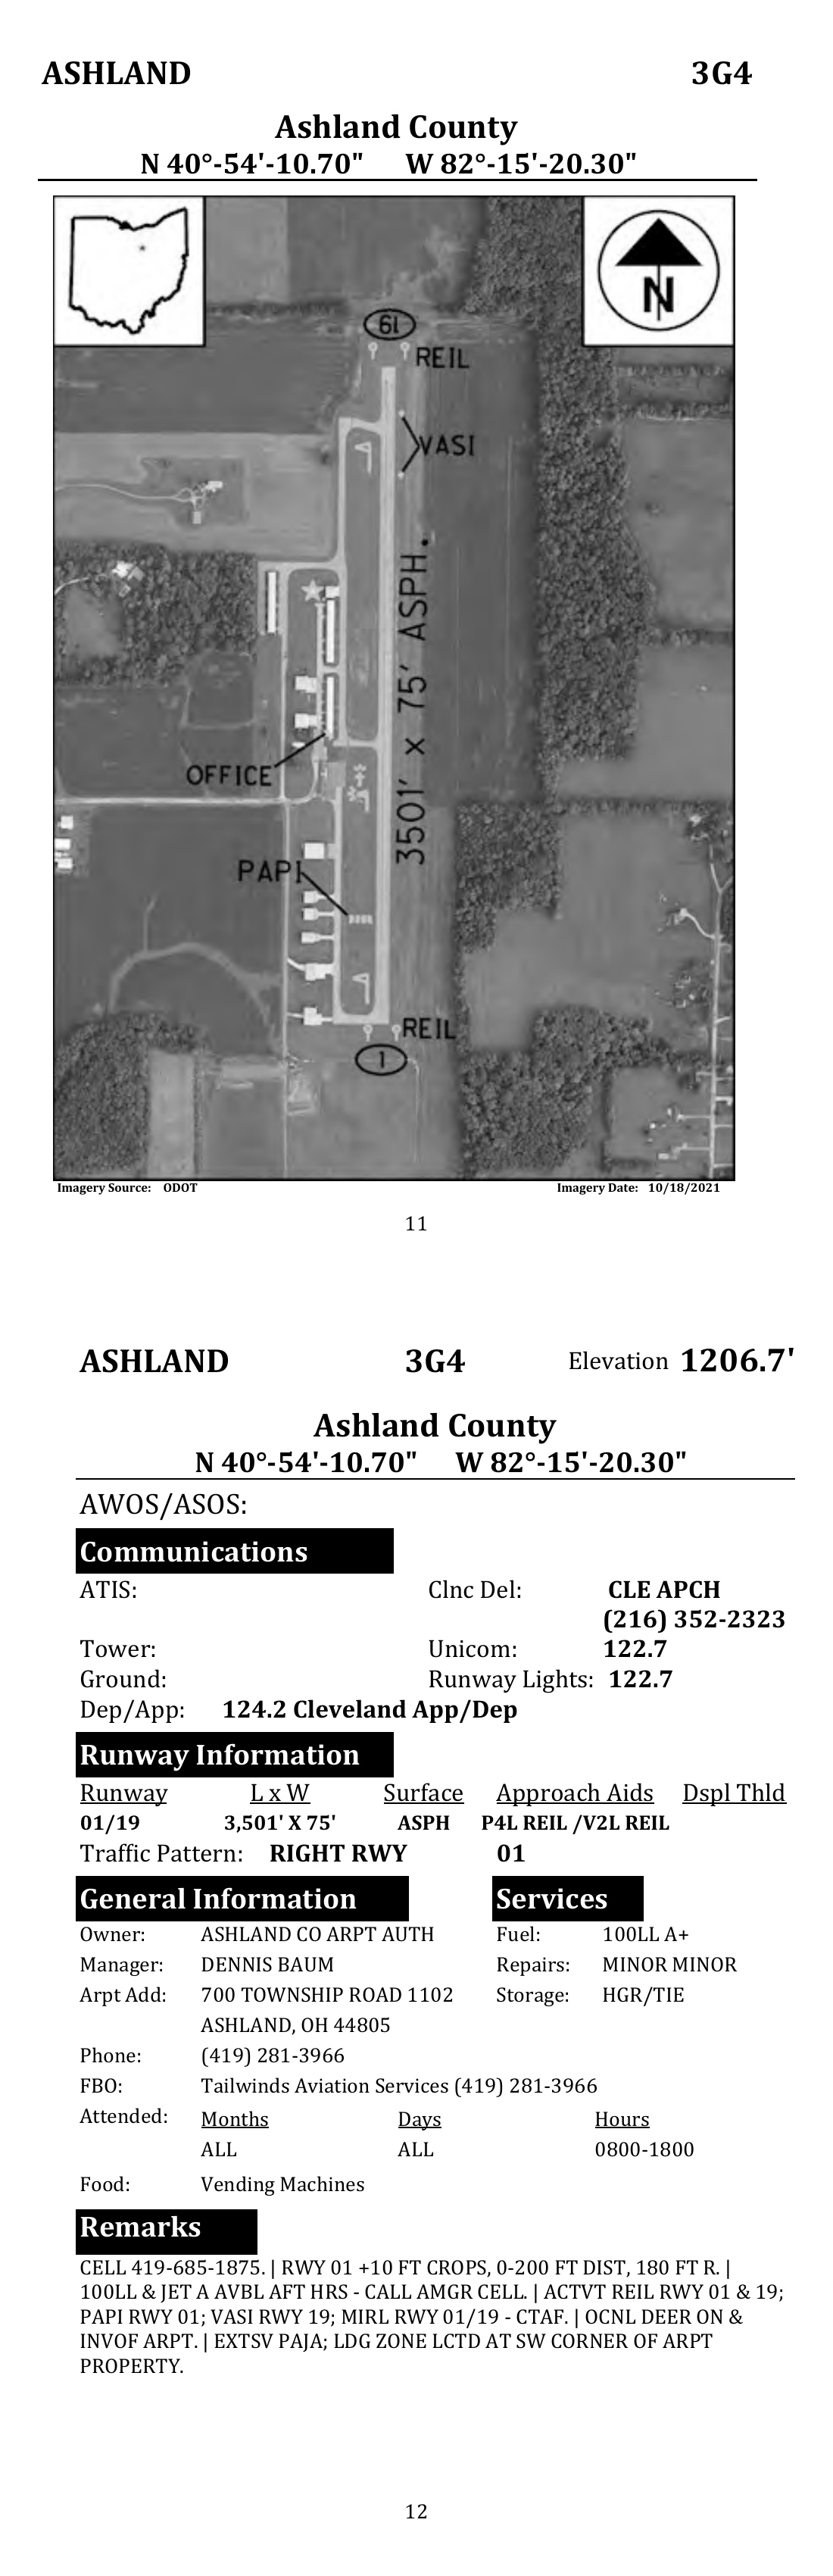 ASHLAND 3G4
Ashland County
N 40°-54'-10.70" W 82°-15'-20.30"
N
19
REIL
VASI
3501' x 75' ASPH.
OFFICE
PAPI
REIL
1
Imagery Source: ODOT Imagery Date: 10/18/2021
11
ASHLAND 3G4 Elevation 1206.7'
Ashland County
N 40°-54'-10.70" W 82°-15'-20.30"
AWOS/ASOS:
Communications
ATIS: Clnc Del: CLE APCH
(216) 352-2323
Tower: Unicom: 122.7
Ground: Runway Lights: 122.7
Dep/App: 124.2 Cleveland App/Dep
Runway Information
Runway L x W Surface Approach Aids Dspl Thld
01/19 3,501' X 75' ASPH P4L REIL /V2L REIL
Traffic Pattern: RIGHT RWY 01
General Information Services
Owner: ASHLAND CO ARPT AUTH Fuel: 100LL A+
Manager: DENNIS BAUM Repairs: MINOR MINOR
Arpt Add: 700 TOWNSHIP ROAD 1102 Storage: HGR/TIE
ASHLAND, OH 44805
Phone: (419) 281-3966
FBO: Tailwinds Aviation Services (419) 281-3966
Attended: Months Days Hours
ALL ALL 0800-1800
Food: Vending Machines
Remarks
CELL 419-685-1875. | RWY 01 +10 FT CROPS, 0-200 FT DIST, 180 FT R. |
100LL & JET A AVBL AFT HRS - CALL AMGR CELL. | ACTVT REIL RWY 01 & 19;
PAPI RWY 01; VASI RWY 19; MIRL RWY 01/19 - CTAF. | OCNL DEER ON &
INVOF ARPT. | EXTSV PAJA; LDG ZONE LCTD AT SW CORNER OF ARPT
PROPERTY.
12